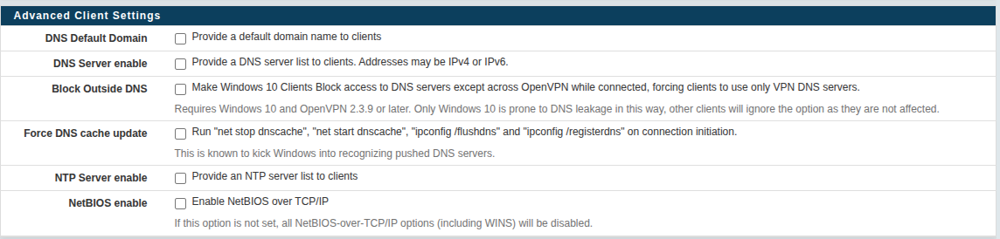 Advanced Client Settings
DNS Default Domain Provide a default domain name to clients
DNS Server enable Provide a DNS server list to clients. Addresses may be IPv4 or IPv6.
Block Outside DNS Make Windows 10 Clients Block access to DNS servers except across OpenVPN while connected, forcing clients to use only VPN DNS servers.
Requires Windows 10 and OpenVPN 2.3.9 or later. Only Windows 10 is prone to DNS leakage in this way, other clients will ignore the option as they are not affected.
Force DNS cache update Run "net stop dnscache", "net start dnscache", "ipconfig /flushdns" and "ipconfig /registerdns" on connection initiation.
This is known to kick Windows into recognizing pushed DNS servers.
NTP Server enable Provide an NTP server list to clients
NetBIOS enable Enable NetBIOS over TCP/IP
If this option is not set, all NetBIOS-over-TCP/IP options (including WINS) will be disabled.